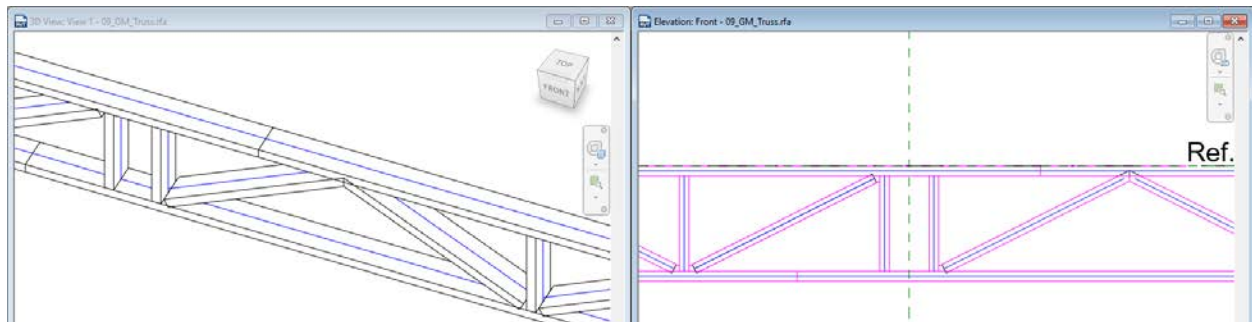 3D View: View 1 - 09_GM_Truss.rfa
TOP
FRONT
Elevation: Front - 09_GM_Truss.rfa
Ref.